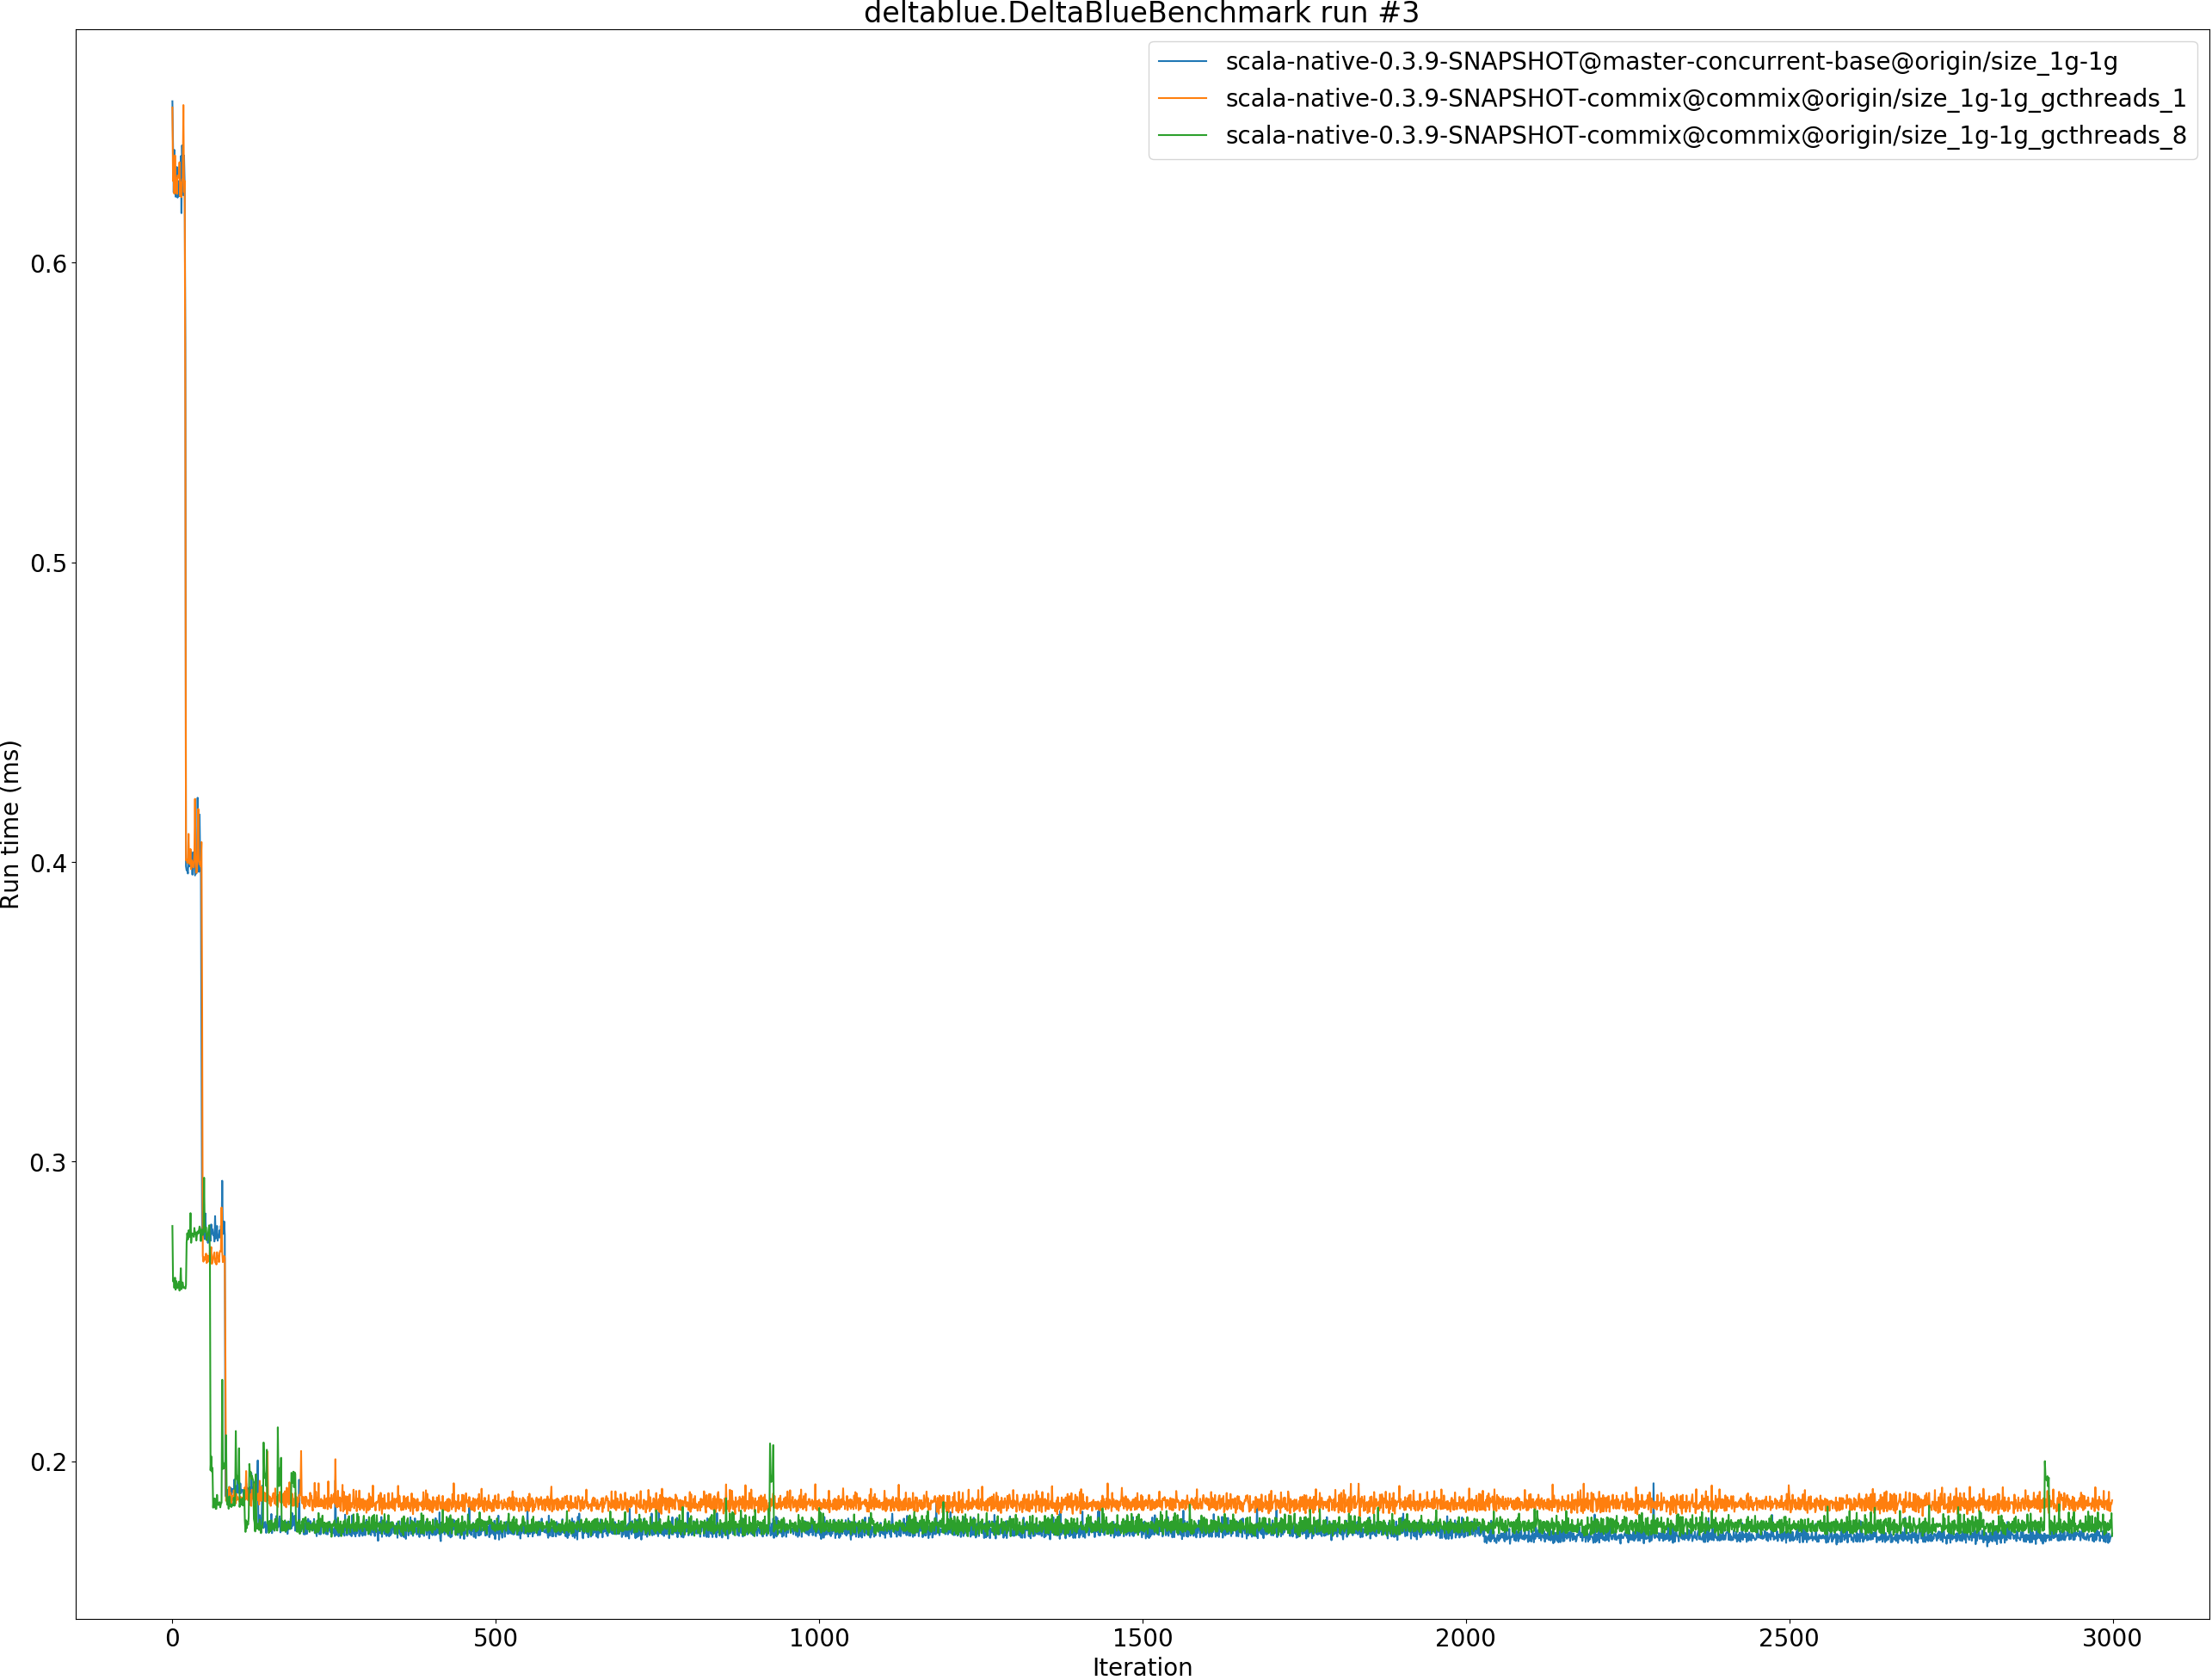 deltablue.DeltaBlueBenchmark run #3
scala-native-0.3.9-SNAPSHOT@master-concurrent-base@origin/size_1g-1g
scala-native-0.3.9-SNAPSHOT-commix@commix@origin/size_1g-1g_gcthreads_1
scala-native-0.3.9-SNAPSHOT-commix@commix@origin/size_1g-1g_gcthreads_8
Run time (ms)
0.6
0.5
0.4
0.3
0.2
0 500 1000 1500 2000 2500 3000
Iteration